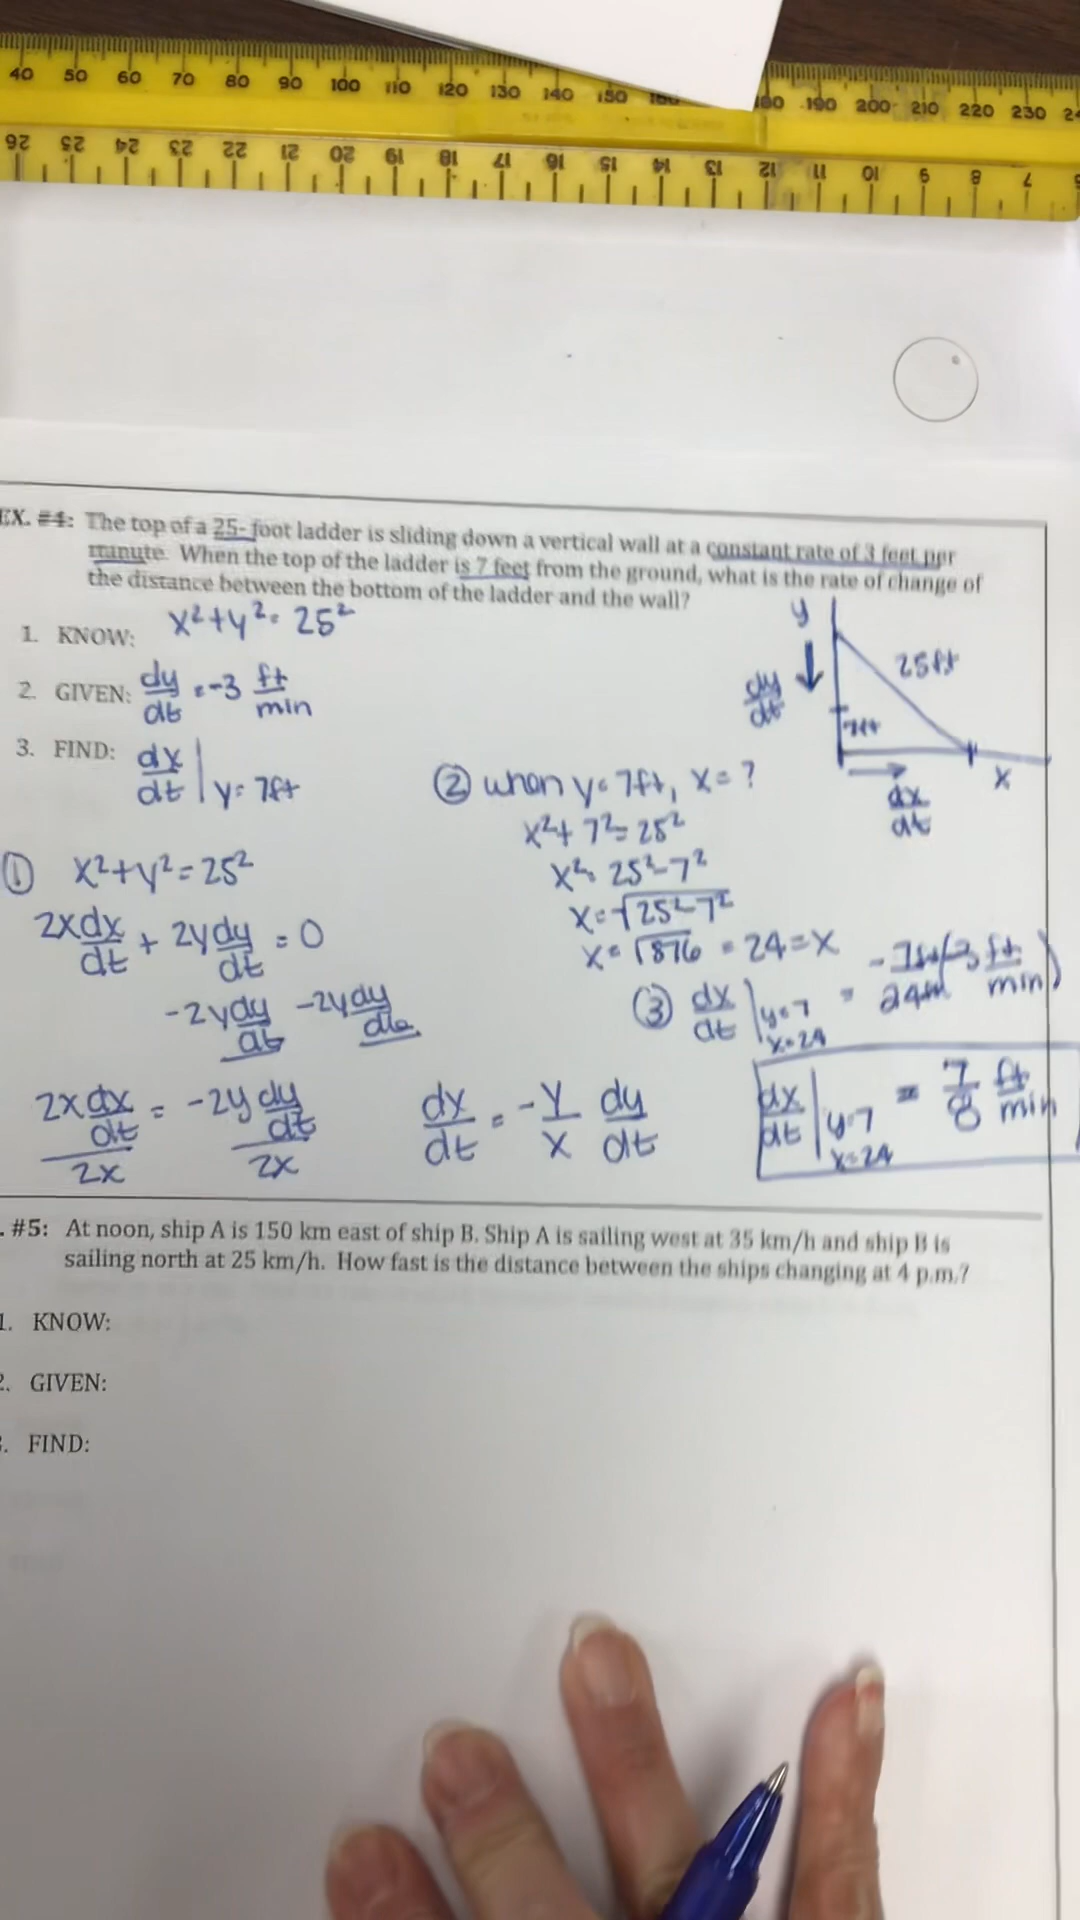 40 50 60 70 80 90 100 110 120 130 140 150 160 180 190 200 210 220 230
26 25 24 23 22 21 20 19 18 17 16 15 14 13 12 11 10 9 8 7
EX. #4: The top of a 25-foot ladder is sliding down a vertical wall at a constant rate of 3 feet per
minute. When the top of the ladder is 7 feet from the ground, what is the rate of change of
the distance between the bottom of the ladder and the wall?
1. KNOW: x²+y²=25²
2. GIVEN: dy/dt = -3 ft/min
3. FIND: dx/dt | y=7ft
y
25ft
dy/dt
7ft
x
dx/dt
① x²+y²=25²
2x dx/dt + 2y dy/dt = 0
-2y dy/dt -2y dy/dt
2x dx/dt / 2x = -2y dy/dt / 2x
dx/dt = -y/x dy/dt
② when y=7ft, x=?
x²+7²=25²
x²=25²-7²
x=√25²-7²
x=√876 = 24=x
③ dx/dt | y=7 x=24 = -7ft/24ft (-3 ft/min)
dx/dt | y=7 x=24 = 7/8 ft/min
. #5: At noon, ship A is 150 km east of ship B. Ship A is sailing west at 35 km/h and ship B is
sailing north at 25 km/h. How fast is the distance between the ships changing at 4 p.m.?
1. KNOW:
2. GIVEN:
3. FIND: